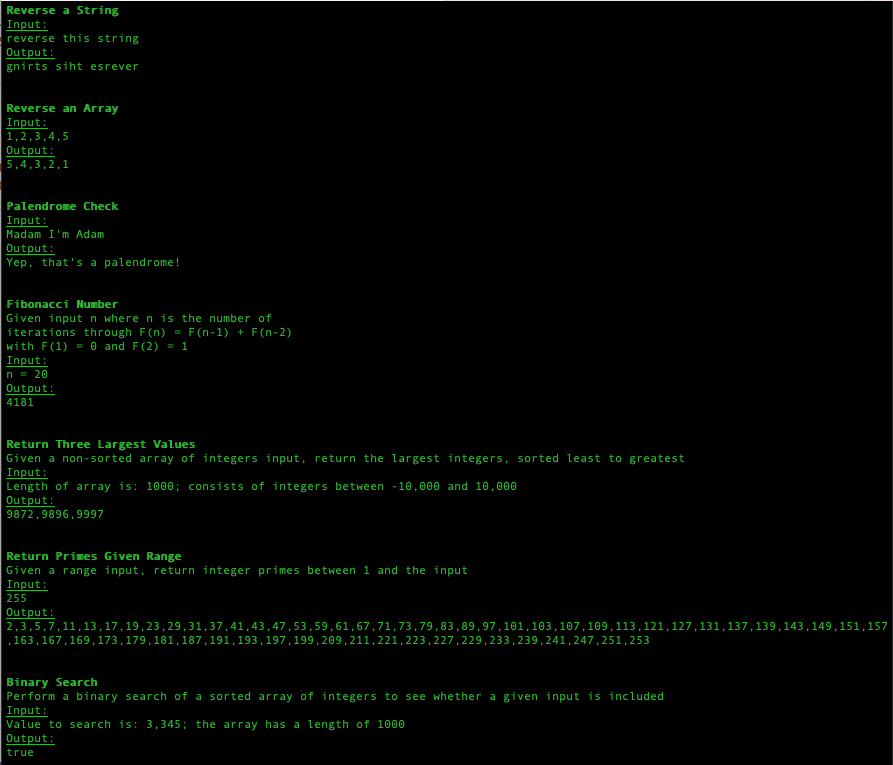 Reverse a String
Input:
reverse this string
Output:
gnirts siht esrever
Reverse an Array
Input:
1,2,3,4,5
Output:
5,4,3,2,1
Palendrome Check
Input:
Madam I'm Adam
Output:
Yep, that's a palendrome!
Fibonacci Number
Given input n where n is the number of
iterations through F(n) = F(n-1) + F(n-2)
with F(1) = 0 and F(2) = 1
Input:
n = 20
Output:
4181
Return Three Largest Values
Given a non-sorted array of integers input, return the largest integers, sorted least to greatest
Input:
Length of array is: 1000; consists of integers between -10,000 and 10,000
Output:
9872,9896,9997
Return Primes Given Range
Given a range input, return integer primes between 1 and the input
Input:
255
Output:
2,3,5,7,11,13,17,19,23,29,31,37,41,43,47,53,59,61,67,71,73,79,83,89,97,101,103,107,109,113,121,127,131,137,139,143,149,151,157
,163,167,169,173,179,181,187,191,193,197,199,209,211,221,223,227,229,233,239,241,247,251,253
Binary Search
Perform a binary search of a sorted array of integers to see whether a given input is included
Input:
Value to search is: 3,345; the array has a length of 1000
Output:
true